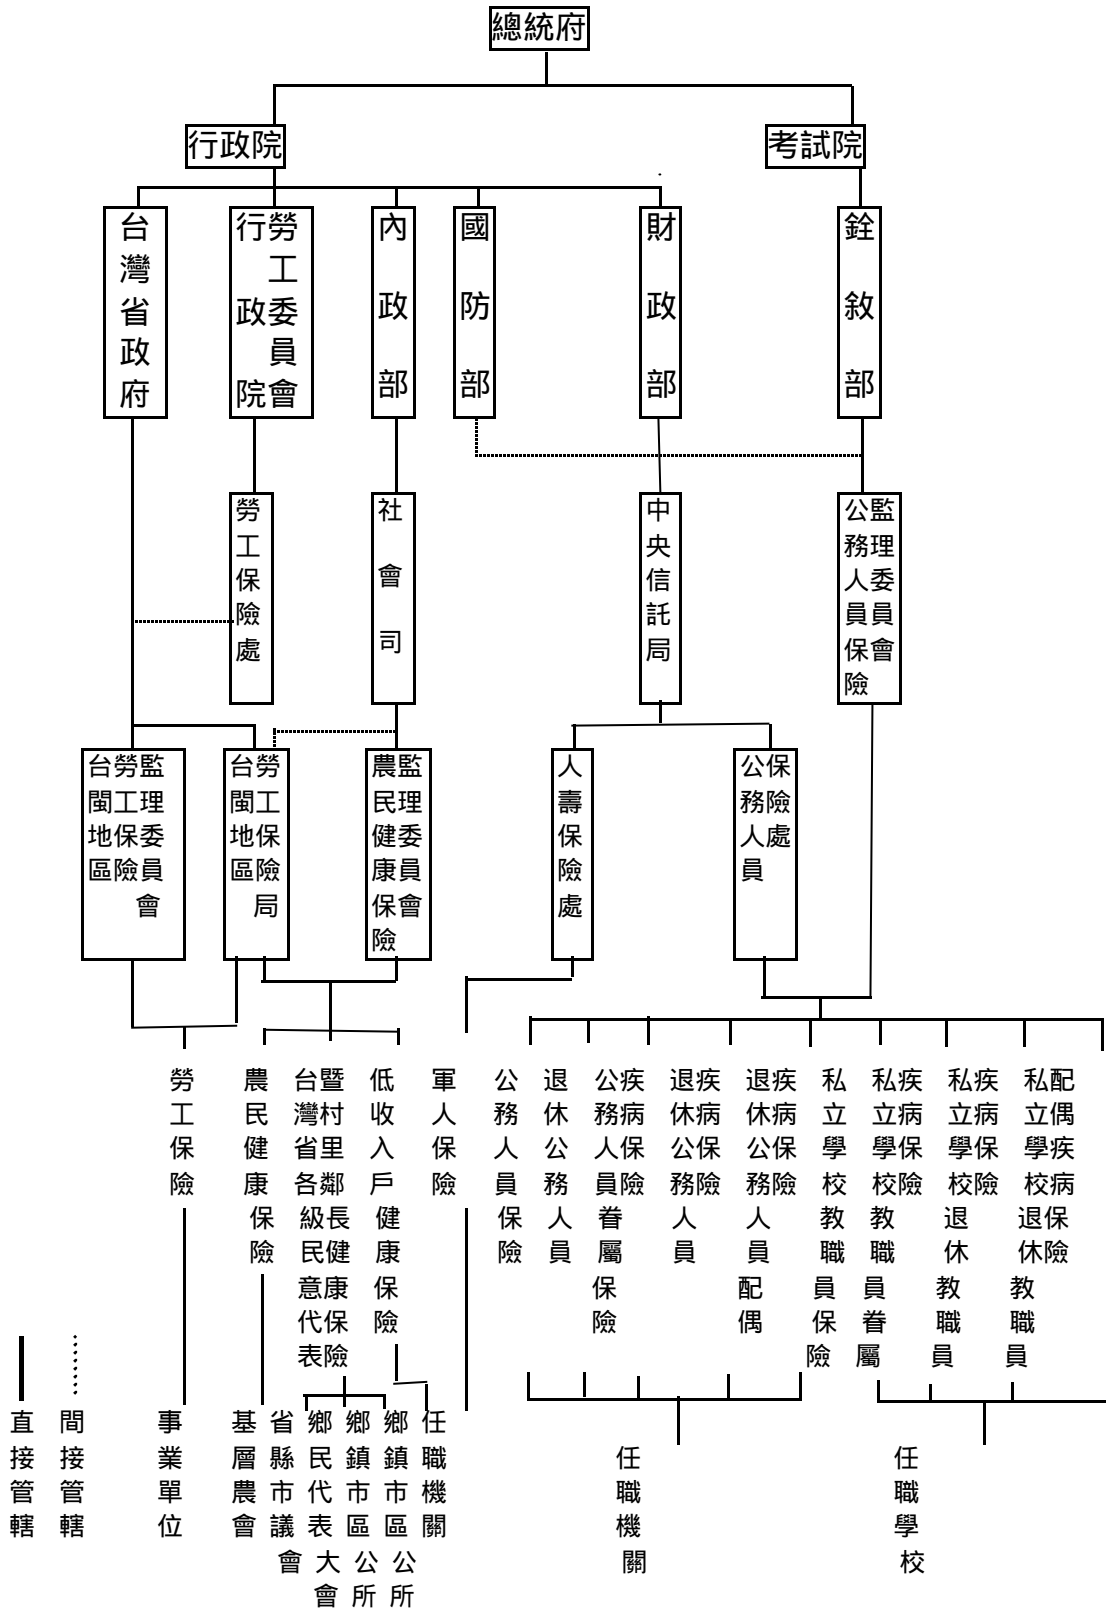 總統府
行政院
考試院
台灣省政府
行政院
勞工委員會
內政部
國防部
財政部
銓敘部
勞工保險處
社會司
中央信託局
公務人員保險
監理委員會
台閩地區
勞工保險
監理委員會
台閩地區
勞工保險局
農民健康保險
監理委員會
人壽保險處
公務人員
保險處
勞工保險
農民健康保險
台灣省各級民意代表
暨村里鄰長健康保險
低收入戶健康保險
軍人保險
公務人員保險
退休公務人員
公務人員眷屬保險
疾病保險
退休公務人員
疾病保險
退休公務人員配偶
疾病保險
私立學校教職員保險
私立學校教職員眷屬
疾病保險
私立學校退休教職員
疾病保險
私立學校退休教職員
配偶疾病保險
直接管轄
間接管轄
事業單位
基層農會
省縣市議會
鄉民代表大會
鄉鎮市區公所
鄉鎮市區公所
任職機關
任職機關
任職學校